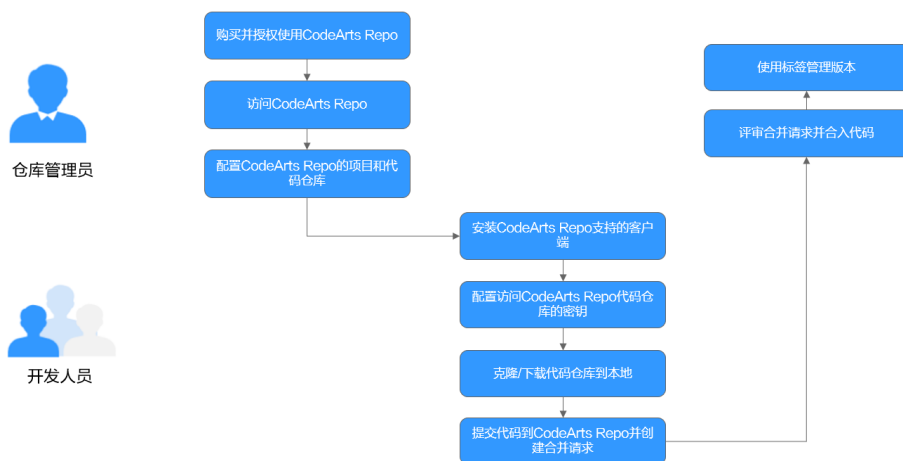 购买并授权使用CodeArts Repo
访问CodeArts Repo
配置CodeArts Repo的项目和代
码仓库
仓库管理员
使用标签管理版本
评审合并请求并合入代码
安装CodeArts Repo支持的客户
端
配置访问CodeArts Repo代码仓
库的密钥
克隆/下载代码仓库到本地
提交代码到CodeArts Repo并创
建合并请求
开发人员